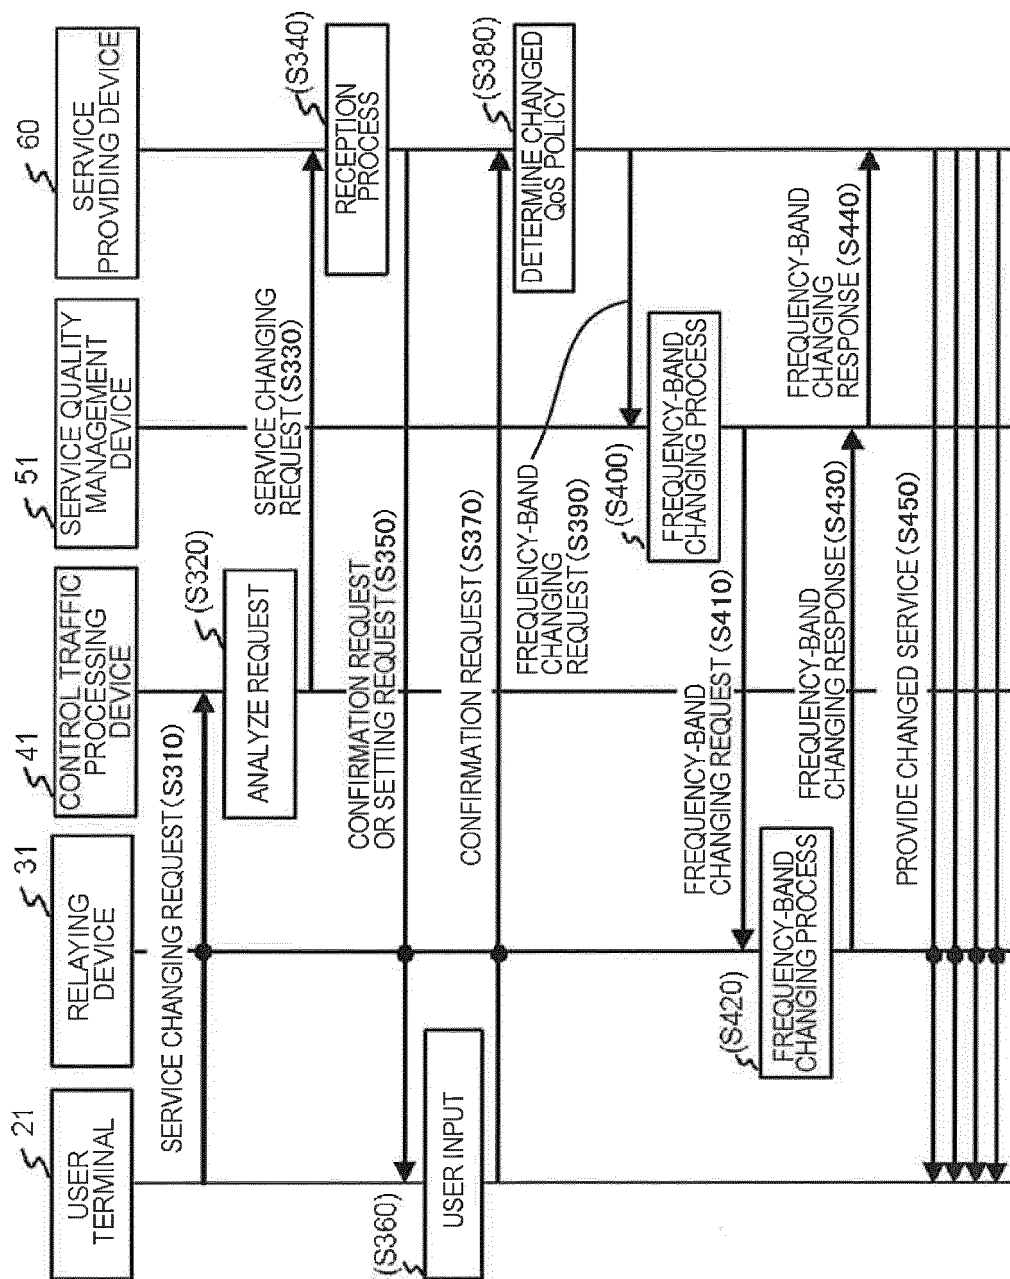 21
USER
TERMINAL
31
RELAYING
DEVICE
41
CONTROL TRAFFIC
PROCESSING
DEVICE
51
SERVICE QUALITY
MANAGEMENT
DEVICE
60
SERVICE
PROVIDING DEVICE
SERVICE CHANGING REQUEST (S310)
(S320)
ANALYZE REQUEST
SERVICE CHANGING
REQUEST (S330)
(S340)
RECEPTION
PROCESS
CONFIRMATION REQUEST
OR SETTING REQUEST (S350)
(S360)
USER INPUT
CONFIRMATION REQUEST (S370)
(S380)
DETERMINE CHANGED
QoS POLICY
FREQUENCY-BAND
CHANGING
REQUEST (S390)
(S400)
FREQUENCY-BAND
CHANGING PROCESS
FREQUENCY-BAND
CHANGING REQUEST (S410)
(S420)
FREQUENCY-BAND
CHANGING PROCESS
FREQUENCY-BAND
CHANGING RESPONSE (S430)
FREQUENCY-BAND
CHANGING
RESPONSE (S440)
PROVIDE CHANGED SERVICE (S450)